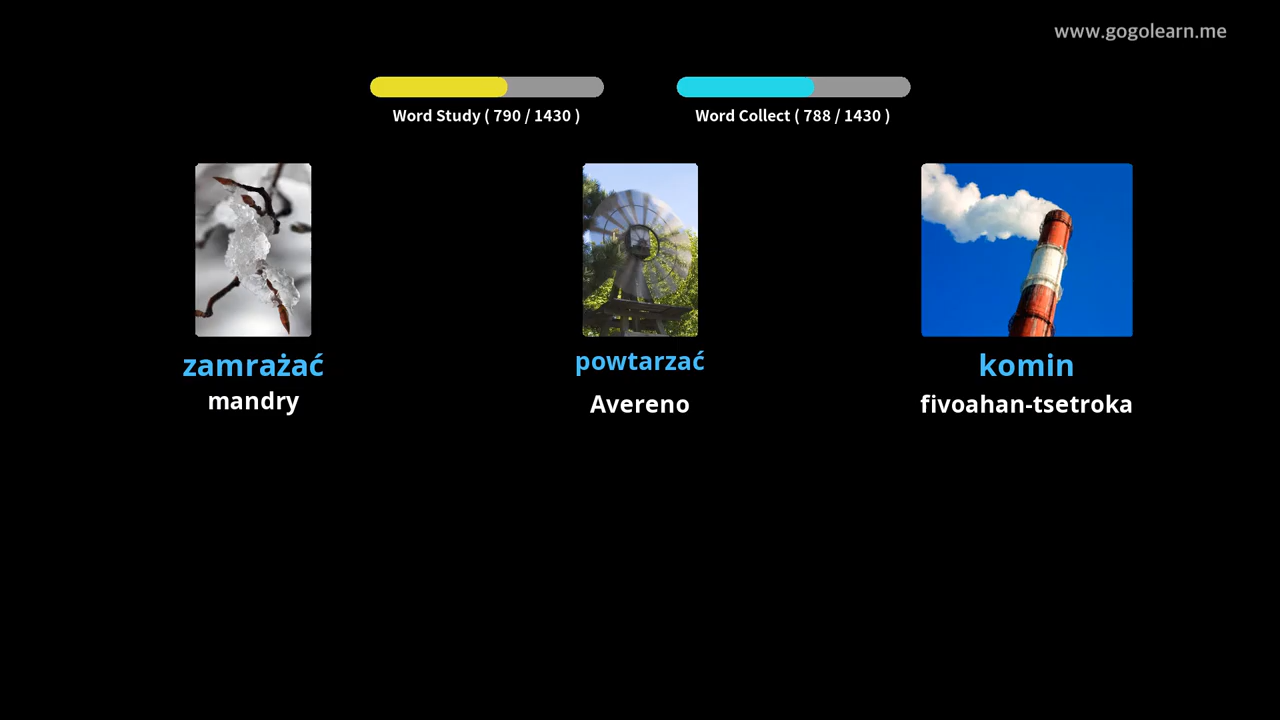 www.gogolearn.me
Word Study ( 790 / 1430 )
Word Collect ( 788 / 1430 )
zamrażać
mandry
powtarzać
Avereno
komin
fivoahan-tsetroka